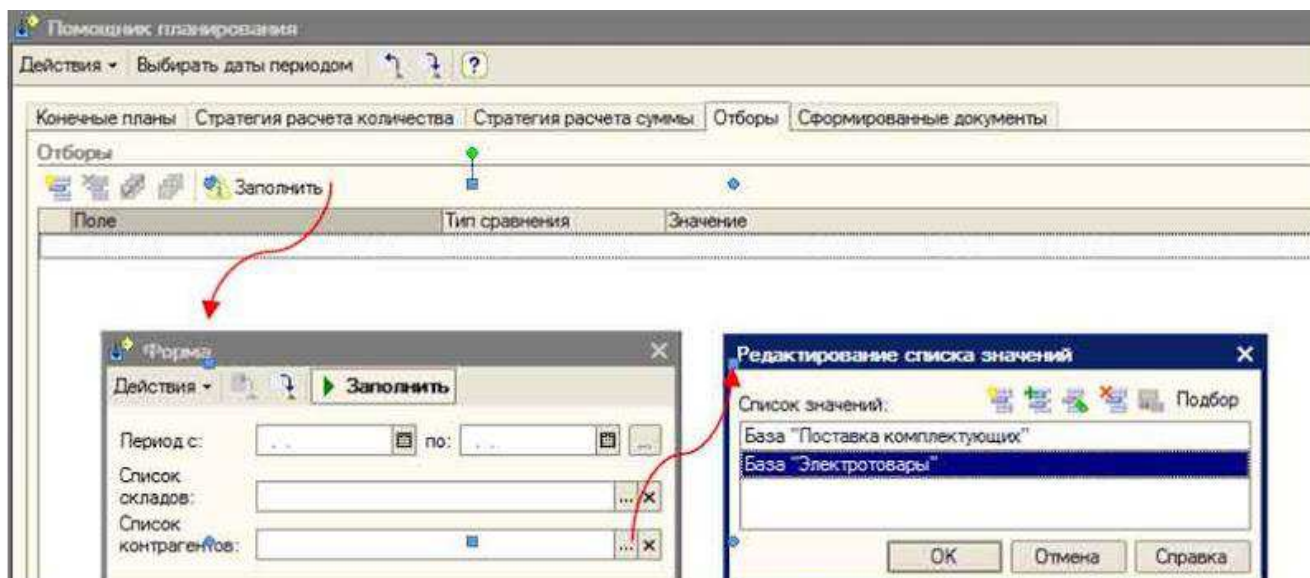 Помощник планирования
Действия Выбирать даты периодом ?
Конечные планы Стратегия расчета количества Стратегия расчета суммы Отборы Сформированные документы
Отборы
Заполнить
Поле Тип сравнения Значение
Форма
Действия Заполнить
Период с: . . по: . . ...
Список
складов: ... ×
Список
контрагентов: ... ×
Редактирование списка значений
Список значений: Подбор
База "Поставка комплектующих"
База "Электротовары"
OK Отмена Справка